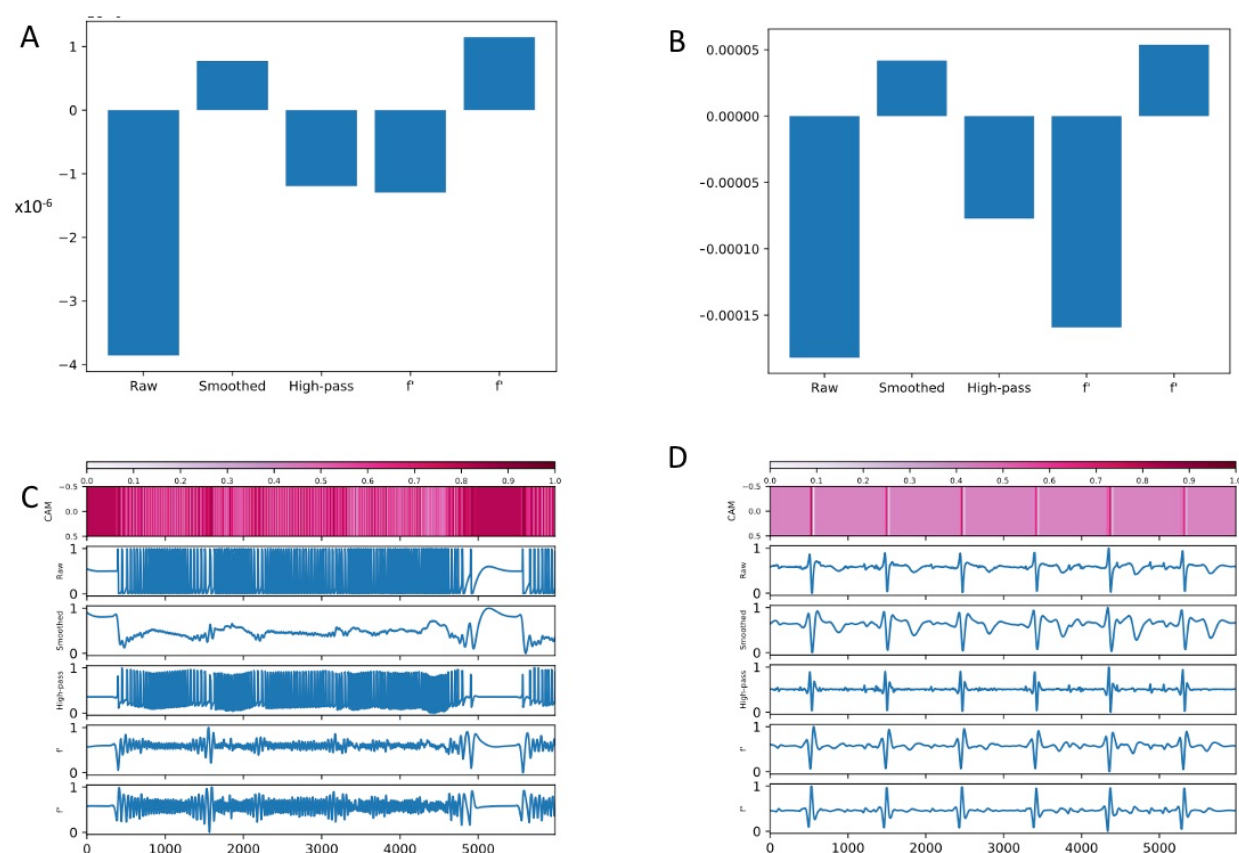 A
1
0
−1
x10-6
−2
−3
−4
Raw Smoothed High-pass f' f'
B
0.00005
0.00000
−0.00005
−0.00010
−0.00015
Raw Smoothed High-pass f' f'
C
0.0 0.1 0.2 0.3 0.4 0.5 0.6 0.7 0.8 0.9 1.0
−0.5
0.0
0.5
CAM
1
0
Raw
1
0
Smoothed
1
0
High-pass
1
0
f'
1
0
f"
0 1000 2000 3000 4000 5000
D
0.0 0.1 0.2 0.3 0.4 0.5 0.6 0.7 0.8 0.9 1.0
−0.5
0.0
0.5
CAM
1
0
Raw
1
0
Smoothed
1
0
High-pass
1
0
f'
1
0
f"
0 1000 2000 3000 4000 5000